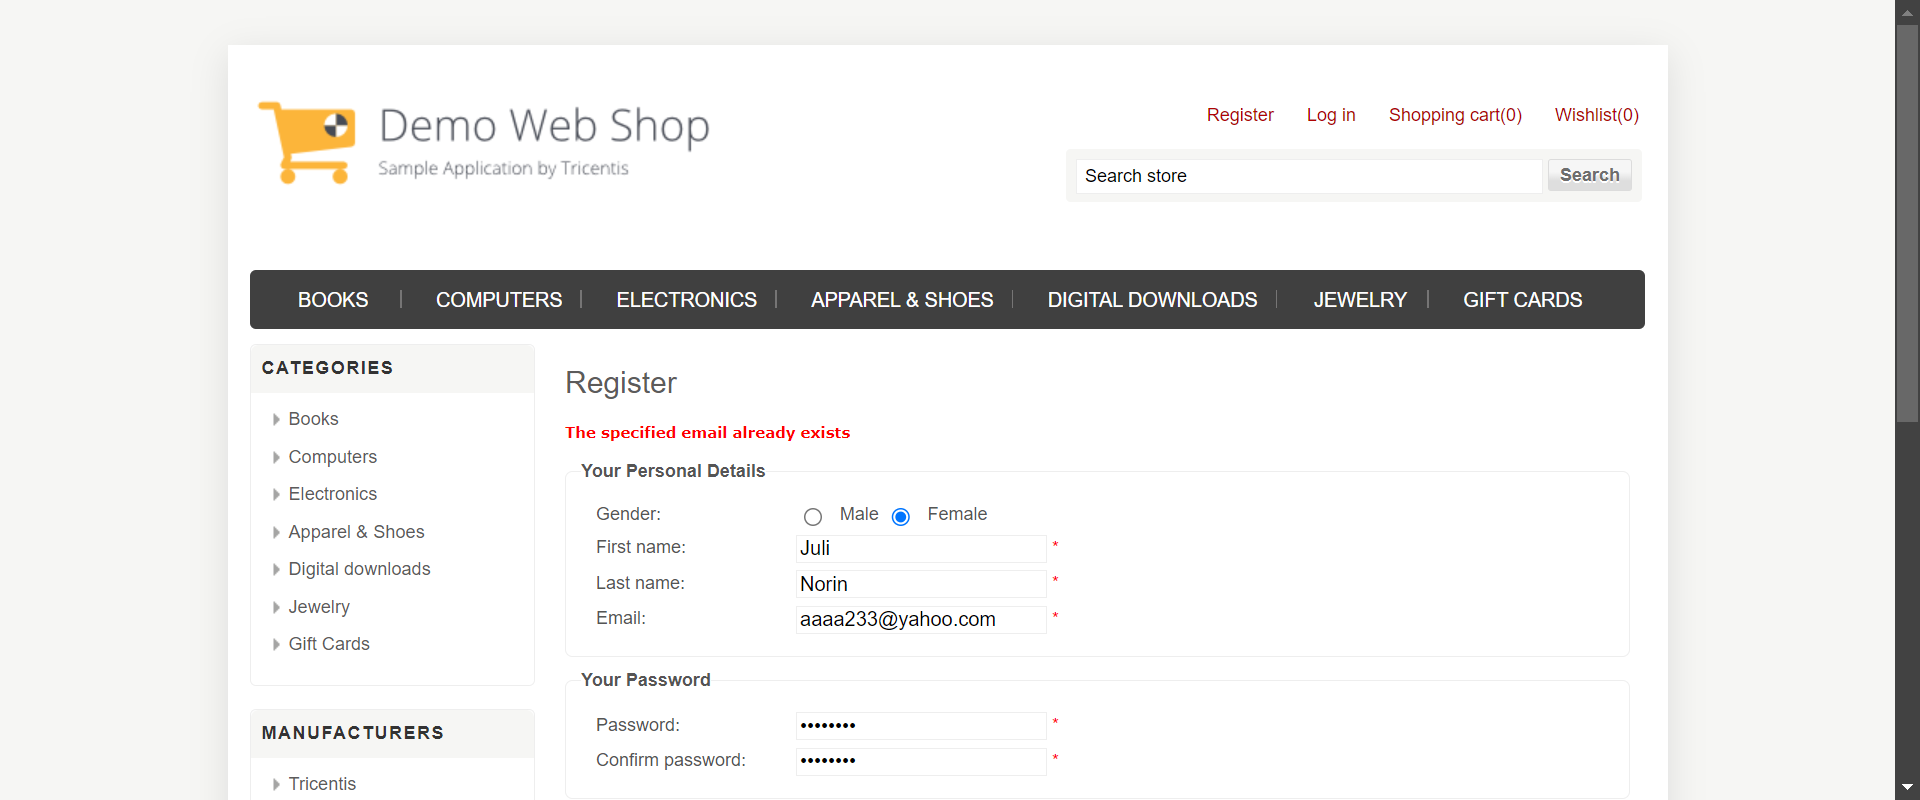 Demo Web Shop
Sample Application by Tricentis
Register Log in Shopping cart(0) Wishlist(0)
Search store Search
BOOKS COMPUTERS ELECTRONICS APPAREL & SHOES DIGITAL DOWNLOADS JEWELRY GIFT CARDS
CATEGORIES
Books
Computers
Electronics
Apparel & Shoes
Digital downloads
Jewelry
Gift Cards
MANUFACTURERS
Tricentis
Register
The specified email already exists
Your Personal Details
Gender: Male Female
First name: Juli *
Last name: Norin *
Email: aaaa233@yahoo.com *
Your Password
Password: •••••••• *
Confirm password: •••••••• *